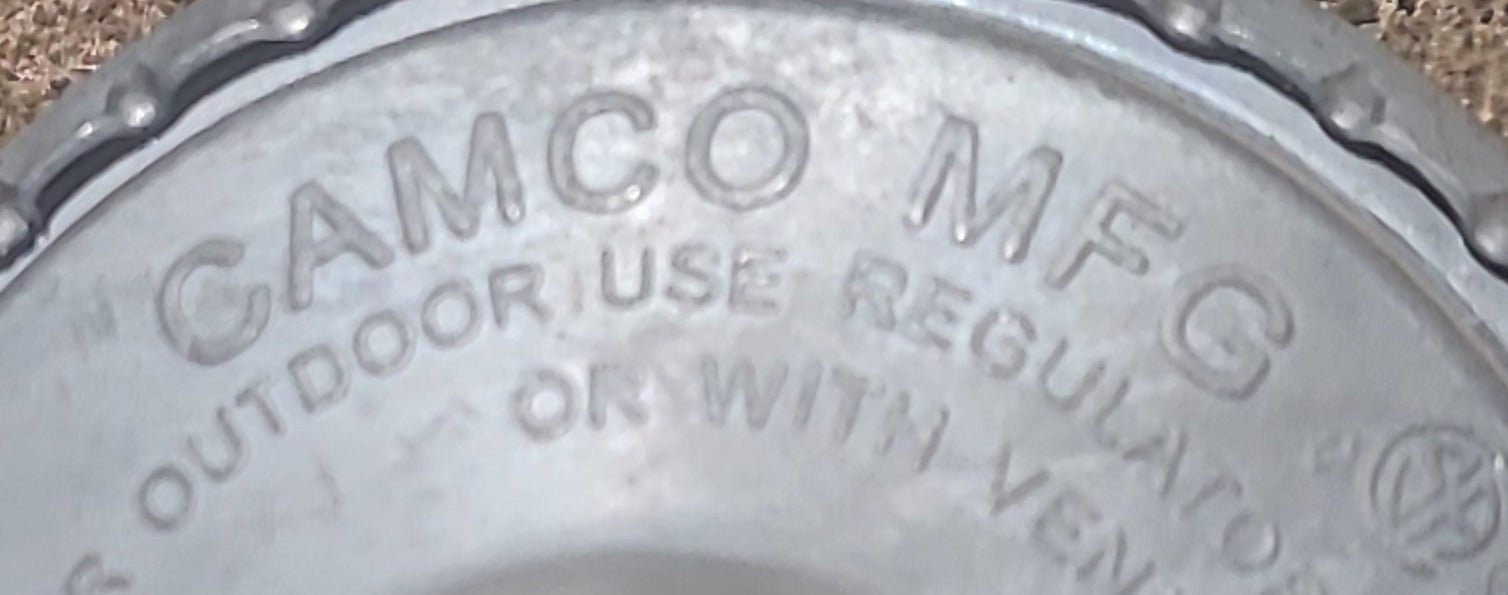 CAMCO MFG
OUTDOOR USE REGULATOR
OR WITH VEN